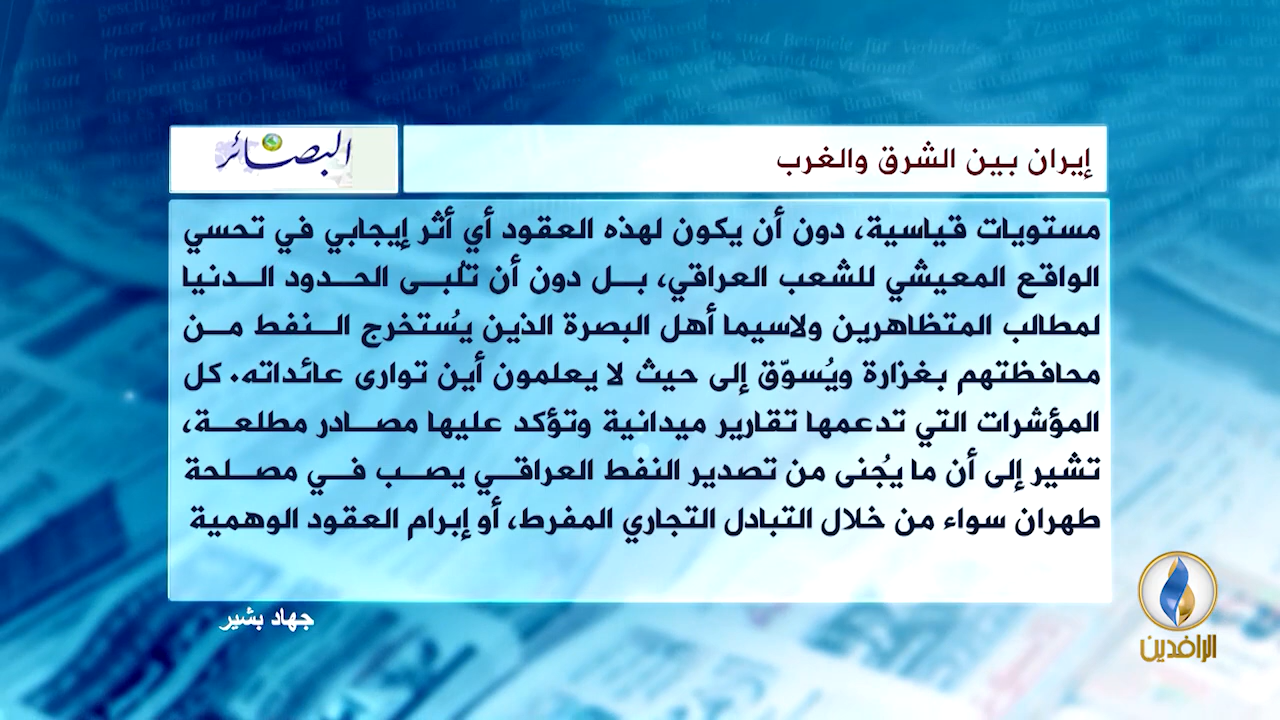 البصائر
إيران بين الشرق والغرب
مستويات قياسية، دون أن يكون لهذه العقود أي أثر إيجابي في تحسي
الواقع المعيشي للشعب العراقي، بل دون أن تُلبى الحدود الدنيا
لمطالب المتظاهرين ولاسيما أهل البصرة الذين يُستخرج النفط من
محافظتهم بغزارة ويُسوّق إلى حيث لا يعلمون أين توارى عائداته. كل
المؤشرات التي تدعمها تقارير ميدانية وتؤكد عليها مصادر مطلعة،
تشير إلى أن ما يُجنى من تصدير النفط العراقي يصب في مصلحة
طهران سواء من خلال التبادل التجاري المفرط، أو إبرام العقود الوهمية
جهاد بشير
الرافدين